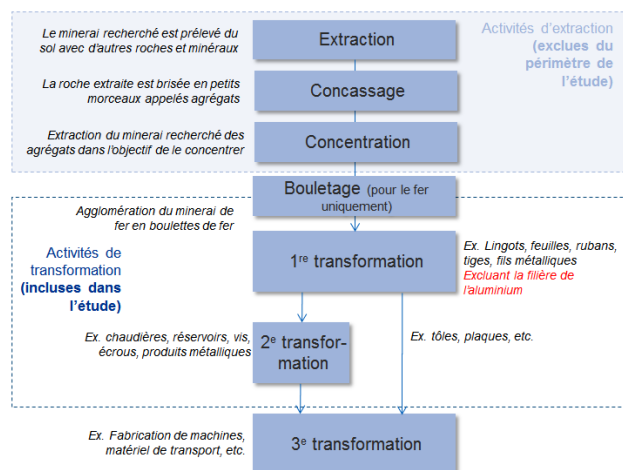 Le minerai recherché est prélevé du
sol avec d'autres roches et minéraux
Extraction
Activités d'extraction
(exclues du
périmètre de
l'étude)
La roche extraite est brisée en petits
morceaux appelés agrégats
Concassage
Extraction du minerai recherché des
agrégats dans l'objectif de le concentrer
Concentration
Bouletage (pour le fer
uniquement)
Agglomération du minerai de
fer en boulettes de fer
Activités de
transformation
(incluses dans
l'étude)
1re transformation
Ex. Lingots, feuilles, rubans,
tiges, fils métalliques
Excluant la filière de
l'aluminium
Ex. chaudières, réservoirs, vis,
écrous, produits métalliques
2e transfor-
mation
Ex. tôles, plaques, etc.
Ex. Fabrication de machines,
matériel de transport, etc.
3e transformation